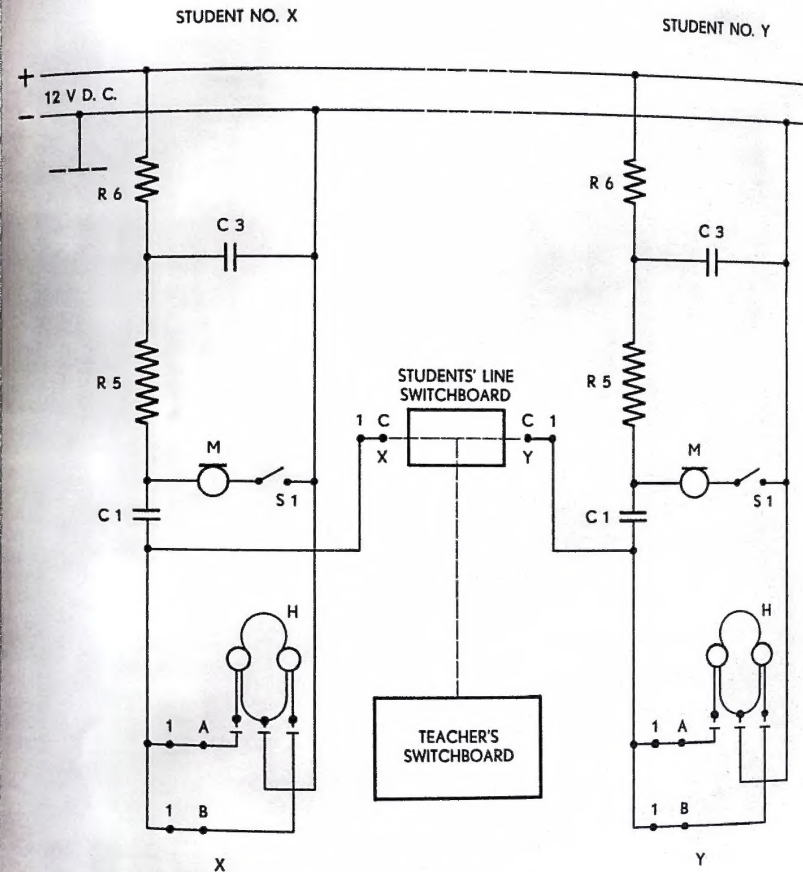 STUDENT NO. X
STUDENT NO. Y
+
12 V D. C.
-
R 6
C 3
R 6
C 3
R 5
STUDENTS' LINE
SWITCHBOARD
R 5
1 C
X
C 1
Y
M
S 1
M
S 1
C 1
C 1
H
H
1 A
TEACHER'S
SWITCHBOARD
1 A
1 B
1 B
X
Y